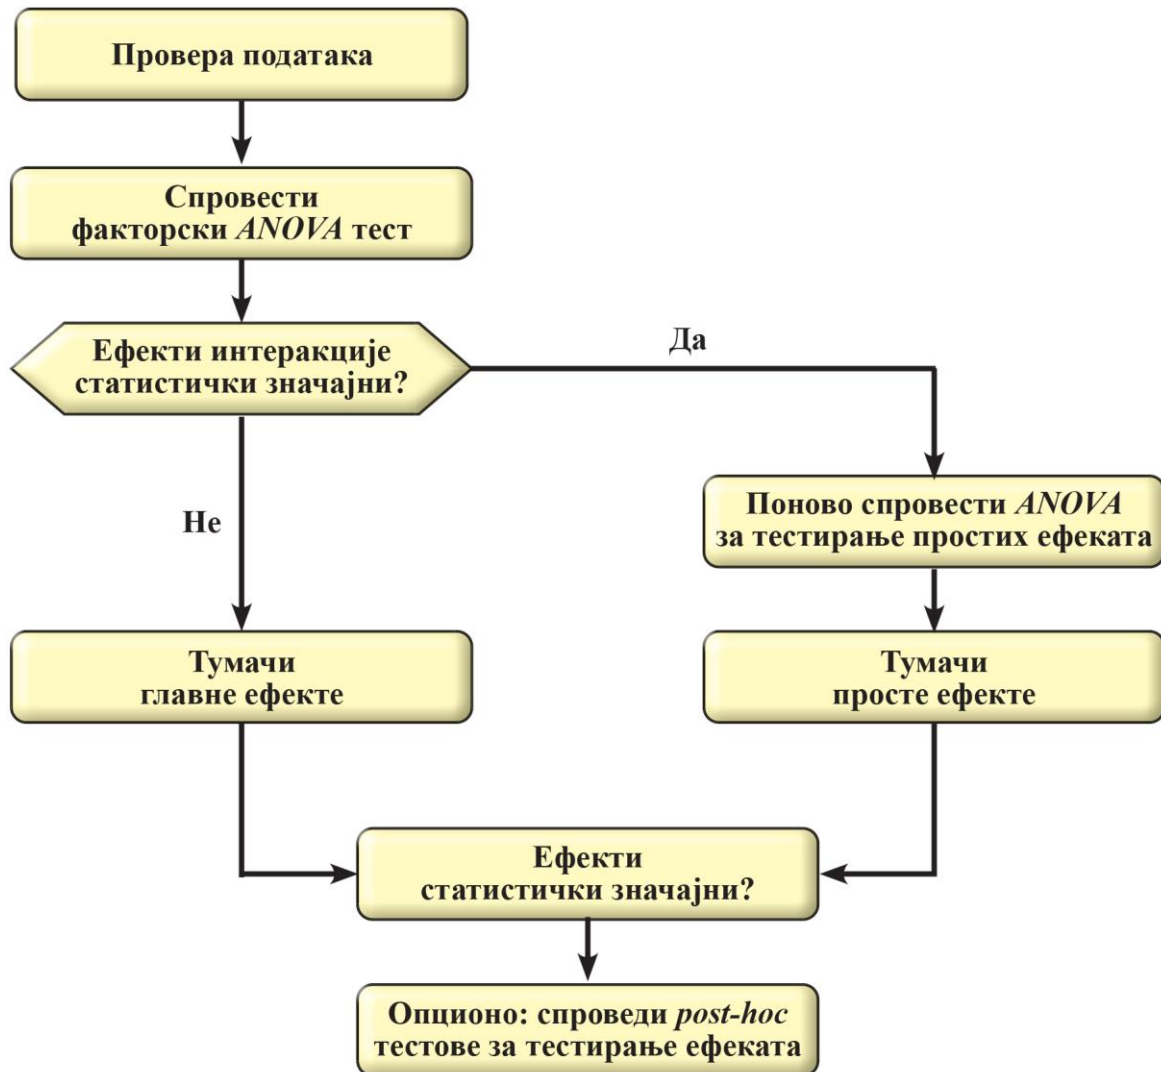 Провера података
Спровести
факторски ANOVA тест
Ефекти интеракције
статистички значајни?
Да
Не
Поново спровести ANOVA
за тестирање простих ефеката
Тумачи
главне ефекте
Тумачи
просте ефекте
Ефекти
статистички значајни?
Опционо: спроведи post-hoc
тестове за тестирање ефеката